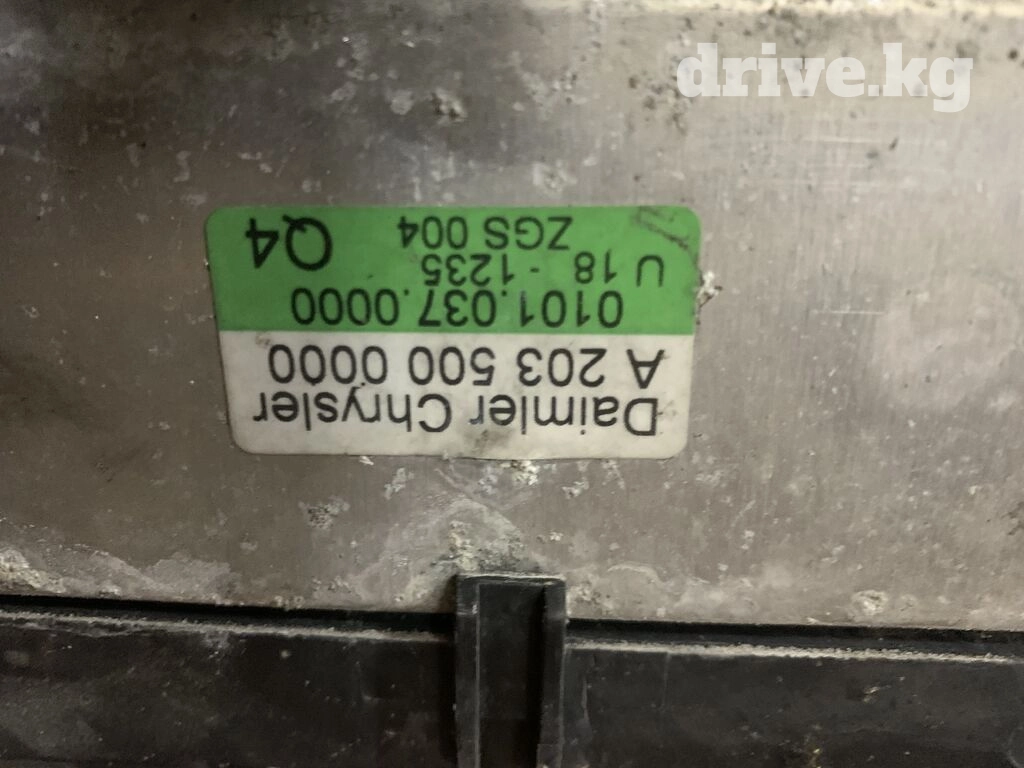 drive.kg
Daimler Chrysler
A 203 500 0000
0101.037.0000
U 18 - 1235
ZGS 004 Q4